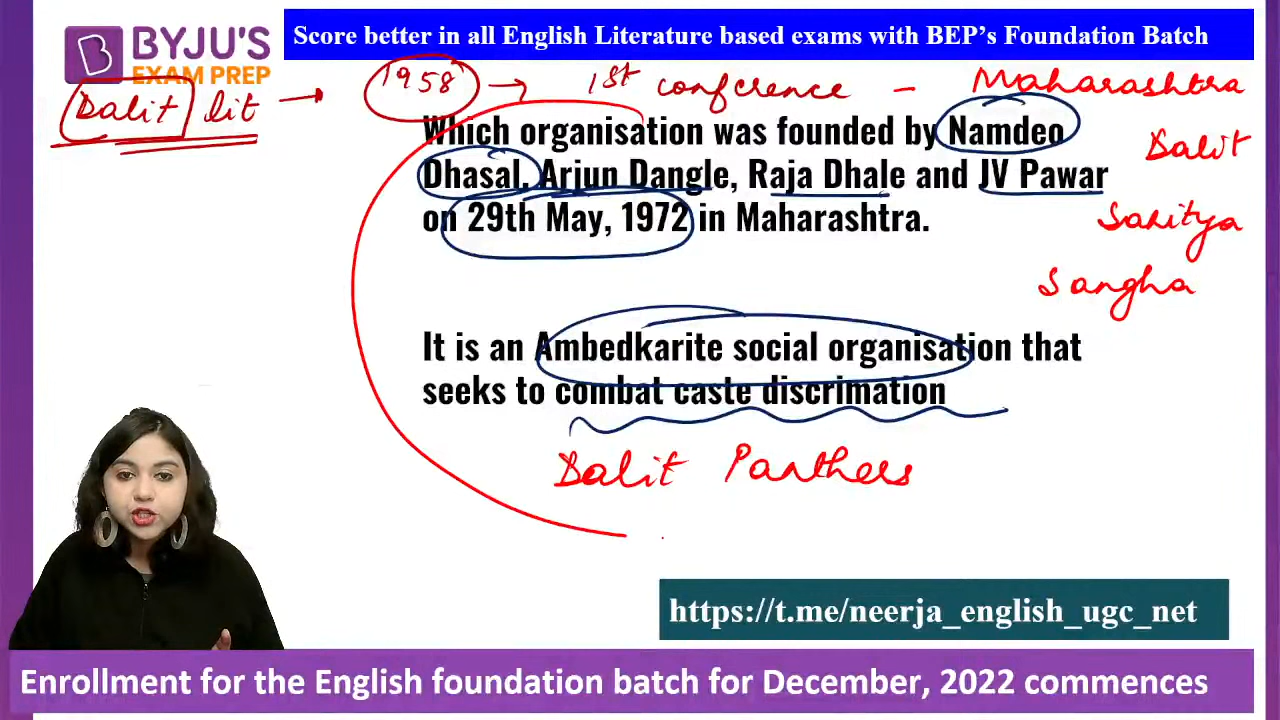 BYJU'S
EXAM PREP
Score better in all English Literature based exams with BEP's Foundation Batch
Dalit lit → 1958 → 1st conference - Maharashtra
Dalit
Sahitya
Sangha
Which organisation was founded by Namdeo
Dhasal, Arjun Dangle, Raja Dhale and JV Pawar
on 29th May, 1972 in Maharashtra.
It is an Ambedkarite social organisation that
seeks to combat caste discrimation
Dalit Panthers
https://t.me/neerja_english_ugc_net
Enrollment for the English foundation batch for December, 2022 commences